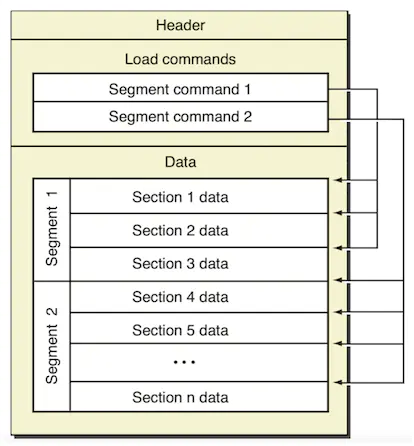 Header
Load commands
Segment command 1
Segment command 2
Data
Segment 1
Section 1 data
Section 2 data
Section 3 data
Segment 2
Section 4 data
Section 5 data
...
Section n data